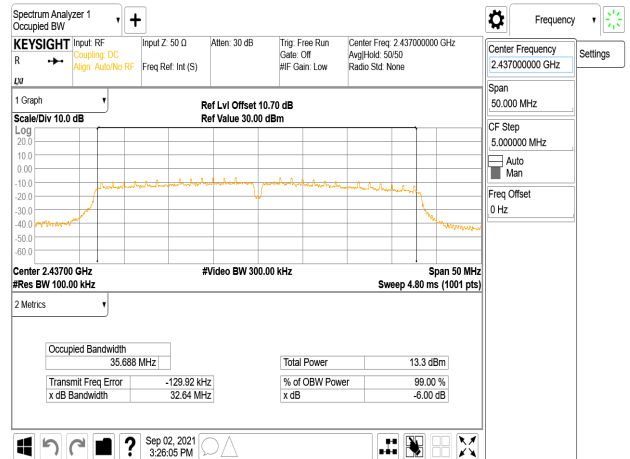 Spectrum Analyzer 1
Occupied BW
Frequency
KEYSIGHT
R
LXI
Input: RF
Coupling: DC
Align: Auto/No RF
Input Z: 50 Ω
Freq Ref: Int (S)
Atten: 30 dB
Trig: Free Run
Gate: Off
#IF Gain: Low
Center Freq: 2.437000000 GHz
Avg|Hold: 50/50
Radio Std: None
Center Frequency
2.437000000 GHz
Settings
Span
50.000 MHz
CF Step
5.000000 MHz
Auto
Man
Freq Offset
0 Hz
1 Graph
Scale/Div 10.0 dB
Ref Lvl Offset 10.70 dB
Ref Value 30.00 dBm
Log
20.0
10.0
0.00
-10.0
-20.0
-30.0
-40.0
-50.0
-60.0
Center 2.43700 GHz
#Video BW 300.00 kHz
Span 50 MHz
#Res BW 100.00 kHz
Sweep 4.80 ms (1001 pts)
2 Metrics
Occupied Bandwidth
35.688 MHz
Total Power 13.3 dBm
Transmit Freq Error -129.92 kHz
% of OBW Power 99.00 %
x dB Bandwidth 32.64 MHz
x dB -6.00 dB
?
Sep 02, 2021
3:26:05 PM